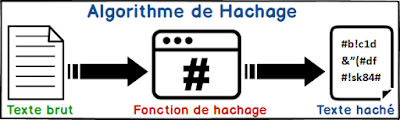 Algorithme de Hachage
#
#b!c1d
&"(#df
#!sk84#
Texte brut
Fonction de hachage
Texte haché